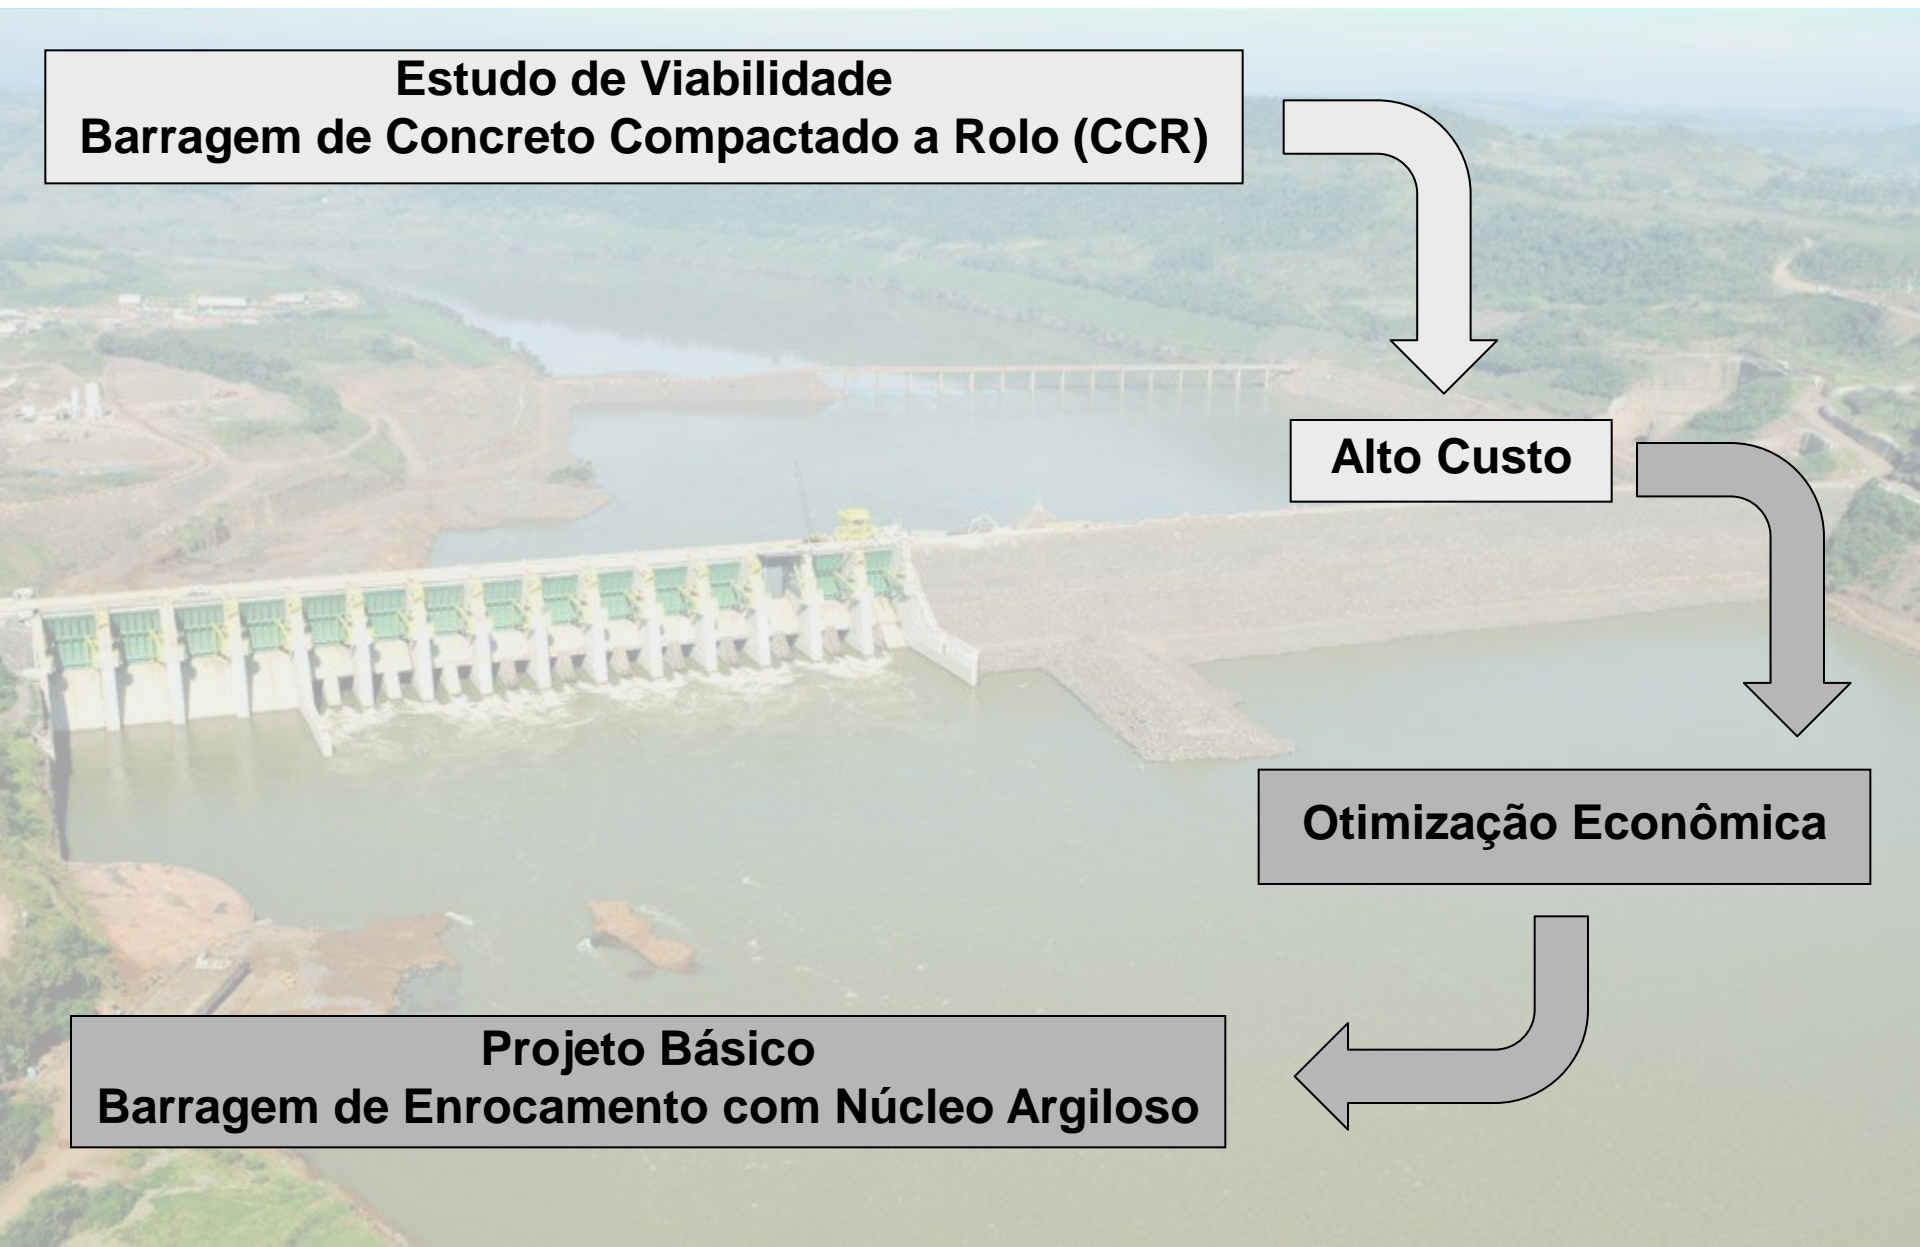 Estudo de Viabilidade
Barragem de Concreto Compactado a Rolo (CCR)
Alto Custo
Otimização Econômica
Projeto Básico
Barragem de Enrocamento com Núcleo Argiloso